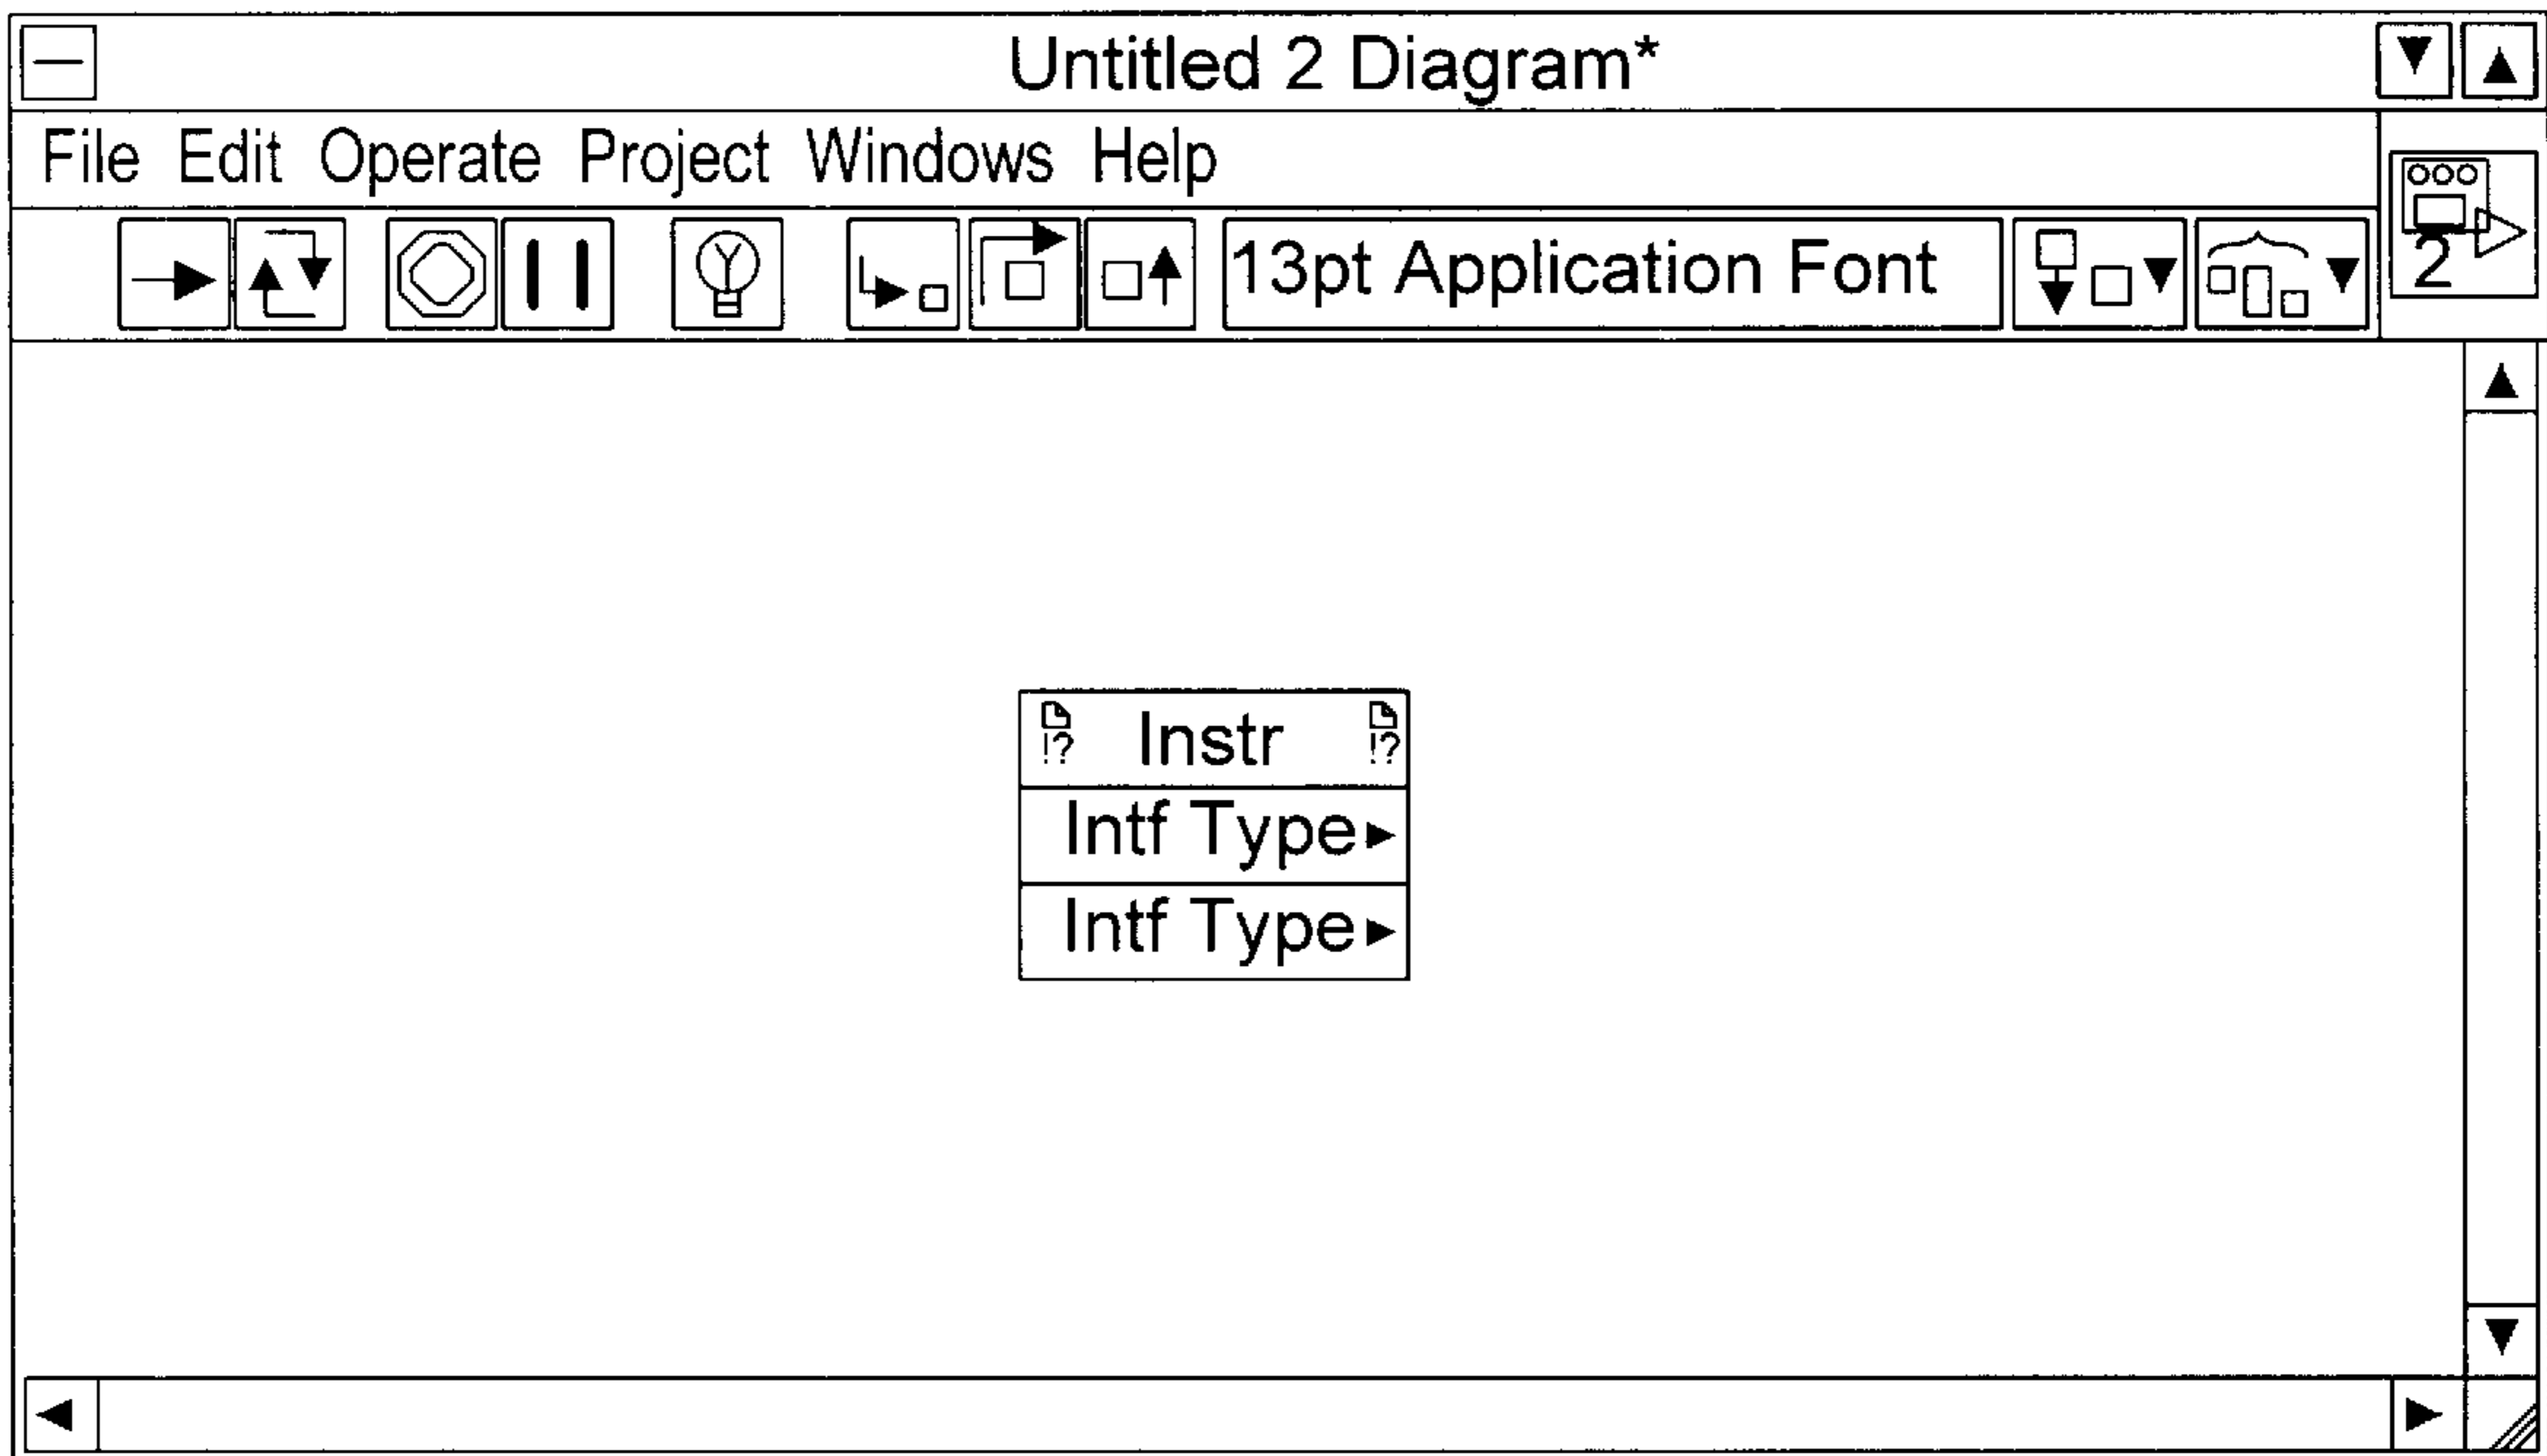 Untitled 2 Diagram*
File Edit Operate Project Windows Help
13pt Application Font
2
!? Instr !?
Intf Type
Intf Type